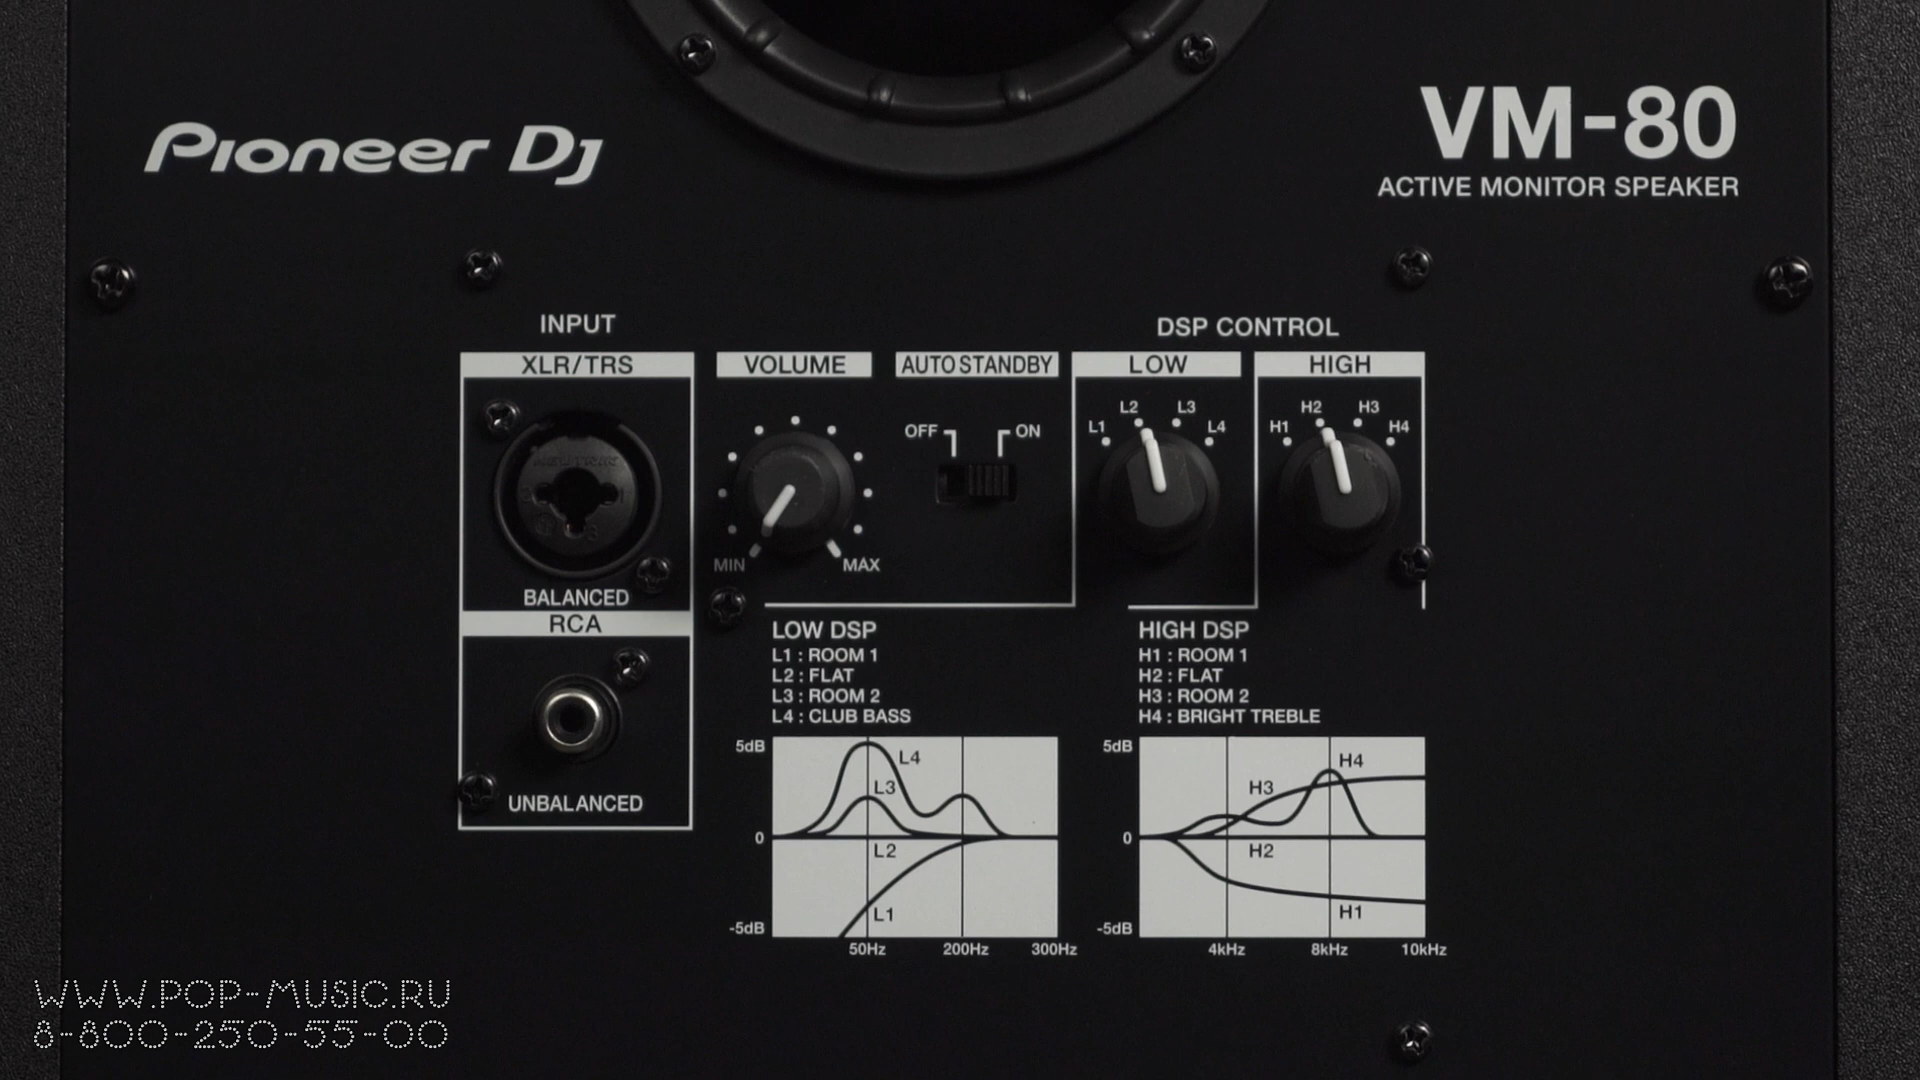 Pioneer DJ
VM-80
ACTIVE MONITOR SPEAKER
INPUT
DSP CONTROL
XLR/TRS
VOLUME
AUTO STANDBY
LOW
HIGH
L1
L2
L3
L4
H1
H2
H3
H4
OFF
ON
MIN
MAX
BALANCED
RCA
UNBALANCED
LOW DSP
L1 : ROOM 1
L2 : FLAT
L3 : ROOM 2
L4 : CLUB BASS
5dB
0
-5dB
L4
L3
L2
L1
50Hz
200Hz
300Hz
HIGH DSP
H1 : ROOM 1
H2 : FLAT
H3 : ROOM 2
H4 : BRIGHT TREBLE
5dB
0
-5dB
H4
H3
H2
H1
4kHz
8kHz
10kHz
WWW.POP-MUSIC.RU
8-800-250-55-00